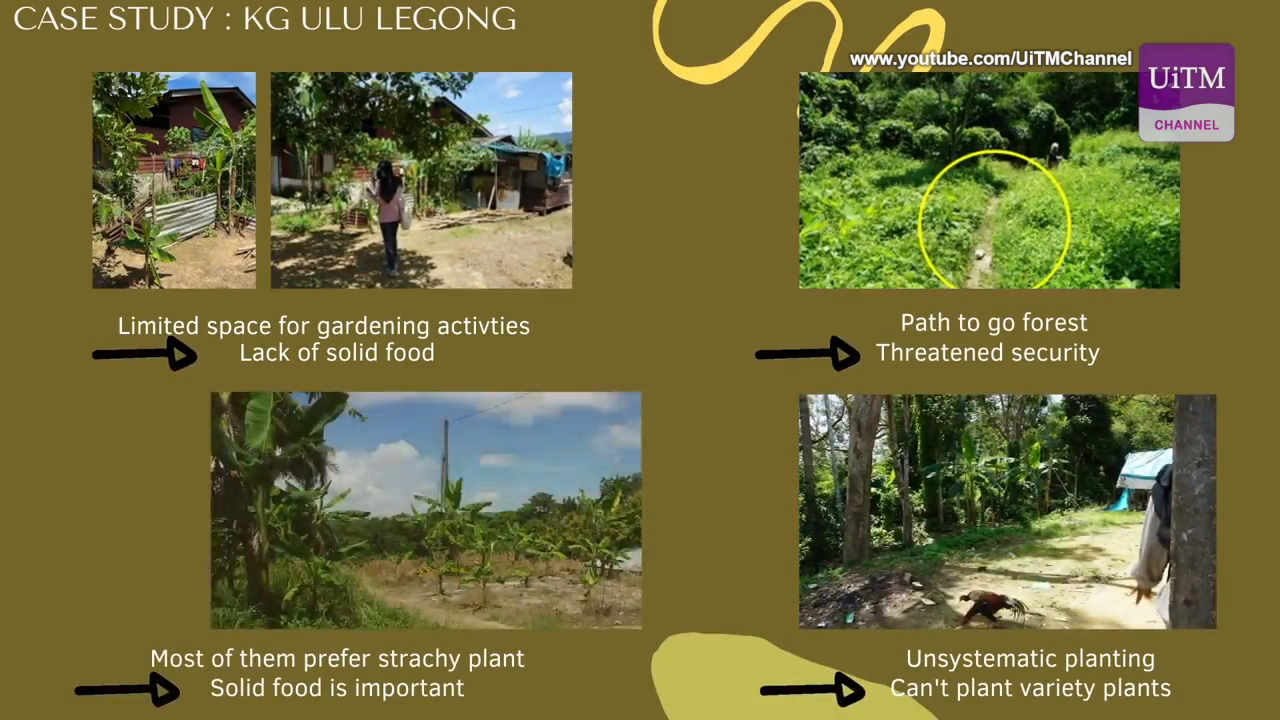 CASE STUDY : KG ULU LEGONG
www.youtube.com/UiTMChannel
UiTM
CHANNEL
Limited space for gardening activties
Lack of solid food
Path to go forest
Threatened security
Most of them prefer strachy plant
Solid food is important
Unsystematic planting
Can't plant variety plants